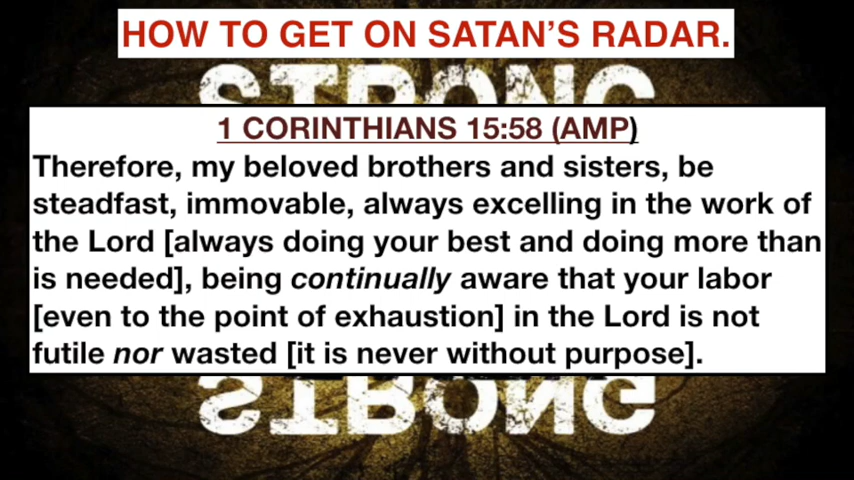 HOW TO GET ON SATAN'S RADAR.
STRONG
1 CORINTHIANS 15:58 (AMP)
Therefore, my beloved brothers and sisters, be
steadfast, immovable, always excelling in the work of
the Lord [always doing your best and doing more than
is needed], being continually aware that your labor
[even to the point of exhaustion] in the Lord is not
futile nor wasted [it is never without purpose].
STRONG